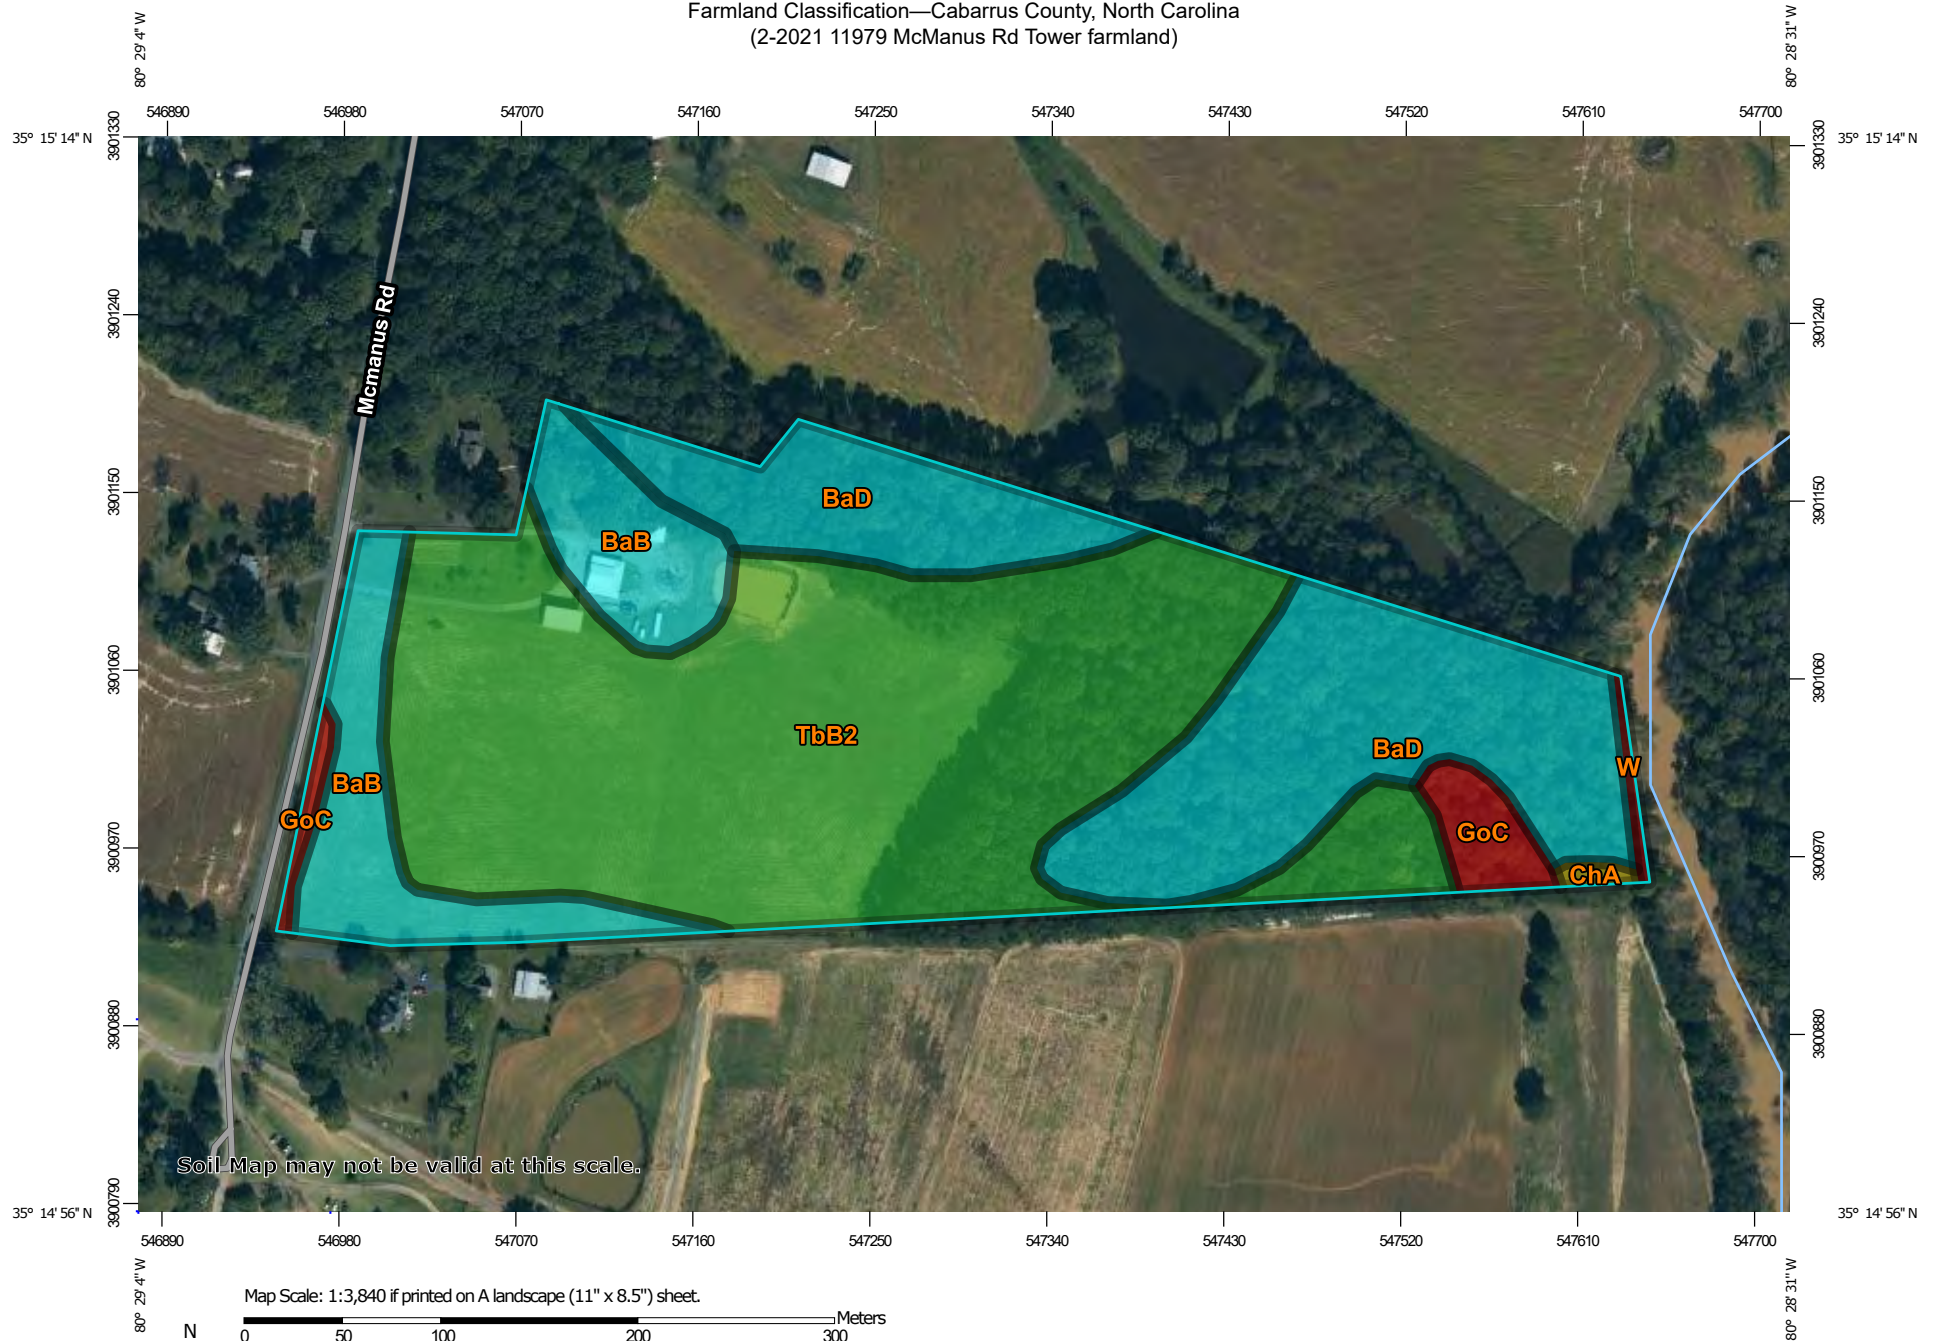 Farmland Classification—Cabarrus County, North Carolina
(2-2021 11979 McManus Rd Tower farmland)
80° 29' 4" W
80° 28' 31" W
546890 546980 547070 547160 547250 547340 547430 547520 547610 547700
35° 15' 14" N
35° 15' 14" N
3901330
3901330
3901240
3901240
Mcmanus Rd
3901150
3901150
BaD
BaB
3901060
3901060
TbB2
BaD
W
BaB
GoC
GoC
3900970
3900970
ChA
3900880
3900880
Soil Map may not be valid at this scale.
3900790
35° 14' 56" N
35° 14' 56" N
546890 546980 547070 547160 547250 547340 547430 547520 547610 547700
80° 29' 4" W
80° 28' 31" W
Map Scale: 1:3,840 if printed on A landscape (11" x 8.5") sheet.
Meters
N
0 50 100 200 300